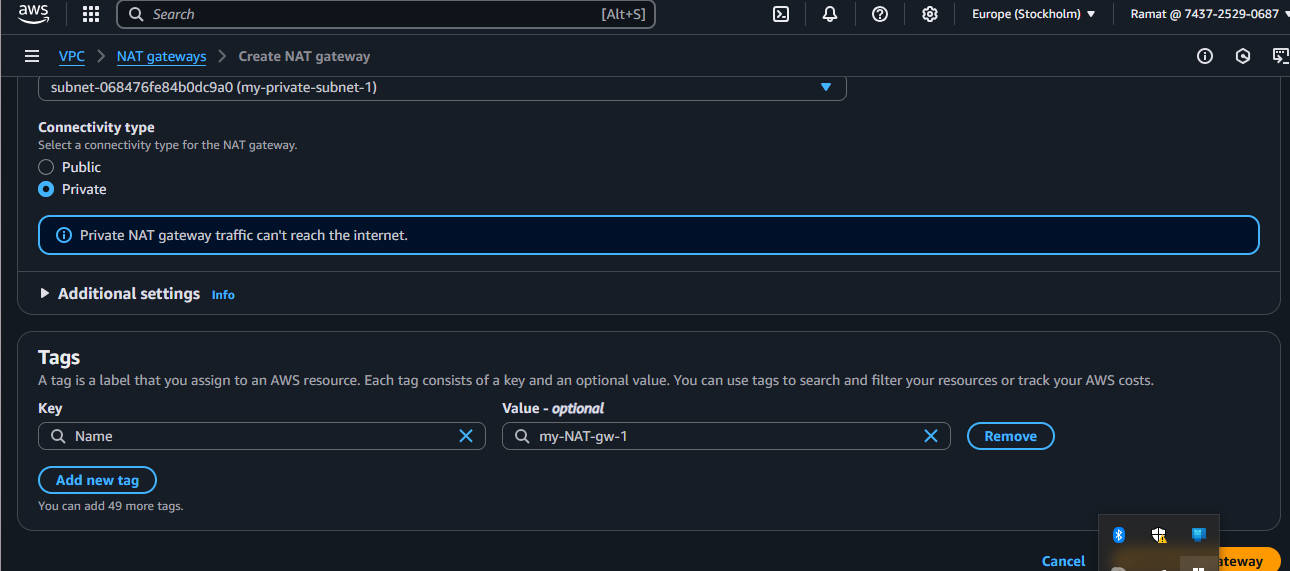 aws
Search [Alt+S] Europe (Stockholm) Ramat @ 7437-2529-0687
VPC NAT gateways Create NAT gateway
subnet-068476fe84b0dc9a0 (my-private-subnet-1)
Connectivity type
Select a connectivity type for the NAT gateway.
Public
Private
Private NAT gateway traffic can't reach the internet.
Additional settings Info
Tags
A tag is a label that you assign to an AWS resource. Each tag consists of a key and an optional value. You can use tags to search and filter your resources or track your AWS costs.
Key Value - optional
Name my-NAT-gw-1 Remove
Add new tag
You can add 49 more tags.
Cancel ateway